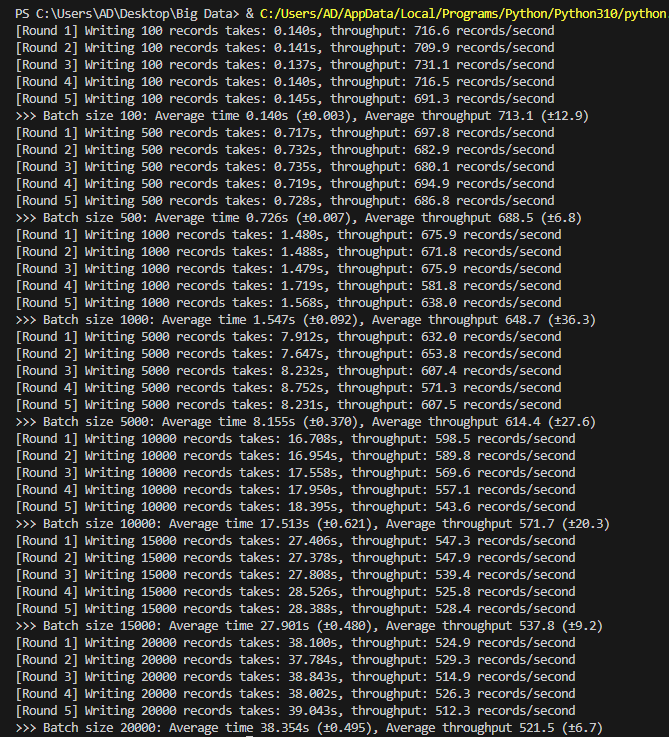 PS C:\Users\AD\Desktop\Big Data> & C:/Users/AD/AppData/Local/Programs/Python/Python310/python.
[Round 1] Writing 100 records takes: 0.140s, throughput: 716.6 records/second
[Round 2] Writing 100 records takes: 0.141s, throughput: 709.9 records/second
[Round 3] Writing 100 records takes: 0.137s, throughput: 731.1 records/second
[Round 4] Writing 100 records takes: 0.140s, throughput: 716.5 records/second
[Round 5] Writing 100 records takes: 0.145s, throughput: 691.3 records/second
>>> Batch size 100: Average time 0.140s (±0.003), Average throughput 713.1 (±12.9)
[Round 1] Writing 500 records takes: 0.717s, throughput: 697.8 records/second
[Round 2] Writing 500 records takes: 0.732s, throughput: 682.9 records/second
[Round 3] Writing 500 records takes: 0.735s, throughput: 680.1 records/second
[Round 4] Writing 500 records takes: 0.719s, throughput: 694.9 records/second
[Round 5] Writing 500 records takes: 0.728s, throughput: 686.8 records/second
>>> Batch size 500: Average time 0.726s (±0.007), Average throughput 688.5 (±6.8)
[Round 1] Writing 1000 records takes: 1.480s, throughput: 675.9 records/second
[Round 2] Writing 1000 records takes: 1.488s, throughput: 671.8 records/second
[Round 3] Writing 1000 records takes: 1.479s, throughput: 675.9 records/second
[Round 4] Writing 1000 records takes: 1.719s, throughput: 581.8 records/second
[Round 5] Writing 1000 records takes: 1.568s, throughput: 638.0 records/second
>>> Batch size 1000: Average time 1.547s (±0.092), Average throughput 648.7 (±36.3)
[Round 1] Writing 5000 records takes: 7.912s, throughput: 632.0 records/second
[Round 2] Writing 5000 records takes: 7.647s, throughput: 653.8 records/second
[Round 3] Writing 5000 records takes: 8.232s, throughput: 607.4 records/second
[Round 4] Writing 5000 records takes: 8.752s, throughput: 571.3 records/second
[Round 5] Writing 5000 records takes: 8.231s, throughput: 607.5 records/second
>>> Batch size 5000: Average time 8.155s (±0.370), Average throughput 614.4 (±27.6)
[Round 1] Writing 10000 records takes: 16.708s, throughput: 598.5 records/second
[Round 2] Writing 10000 records takes: 16.954s, throughput: 589.8 records/second
[Round 3] Writing 10000 records takes: 17.558s, throughput: 569.6 records/second
[Round 4] Writing 10000 records takes: 17.950s, throughput: 557.1 records/second
[Round 5] Writing 10000 records takes: 18.395s, throughput: 543.6 records/second
>>> Batch size 10000: Average time 17.513s (±0.621), Average throughput 571.7 (±20.3)
[Round 1] Writing 15000 records takes: 27.406s, throughput: 547.3 records/second
[Round 2] Writing 15000 records takes: 27.378s, throughput: 547.9 records/second
[Round 3] Writing 15000 records takes: 27.808s, throughput: 539.4 records/second
[Round 4] Writing 15000 records takes: 28.526s, throughput: 525.8 records/second
[Round 5] Writing 15000 records takes: 28.388s, throughput: 528.4 records/second
>>> Batch size 15000: Average time 27.901s (±0.480), Average throughput 537.8 (±9.2)
[Round 1] Writing 20000 records takes: 38.100s, throughput: 524.9 records/second
[Round 2] Writing 20000 records takes: 37.784s, throughput: 529.3 records/second
[Round 3] Writing 20000 records takes: 38.843s, throughput: 514.9 records/second
[Round 4] Writing 20000 records takes: 38.002s, throughput: 526.3 records/second
[Round 5] Writing 20000 records takes: 39.043s, throughput: 512.3 records/second
>>> Batch size 20000: Average time 38.354s (±0.495), Average throughput 521.5 (±6.7)